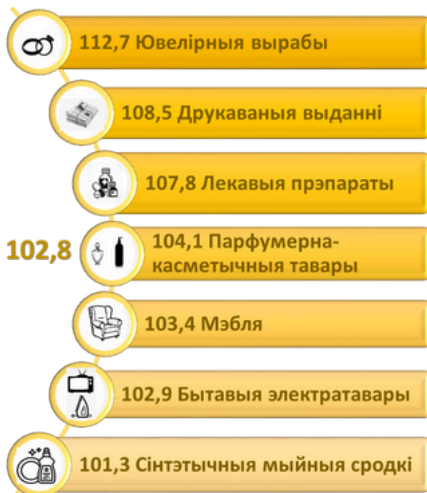 112,7 Ювелірныя вырабы
108,5 Друкаваныя выданні
107,8 Лекавыя прэпараты
102,8
104,1 Парфумерна-
касметычныя тавары
103,4 Мэбля
102,9 Бытавыя электратавары
101,3 Сінтэтычныя мыйныя сродкі